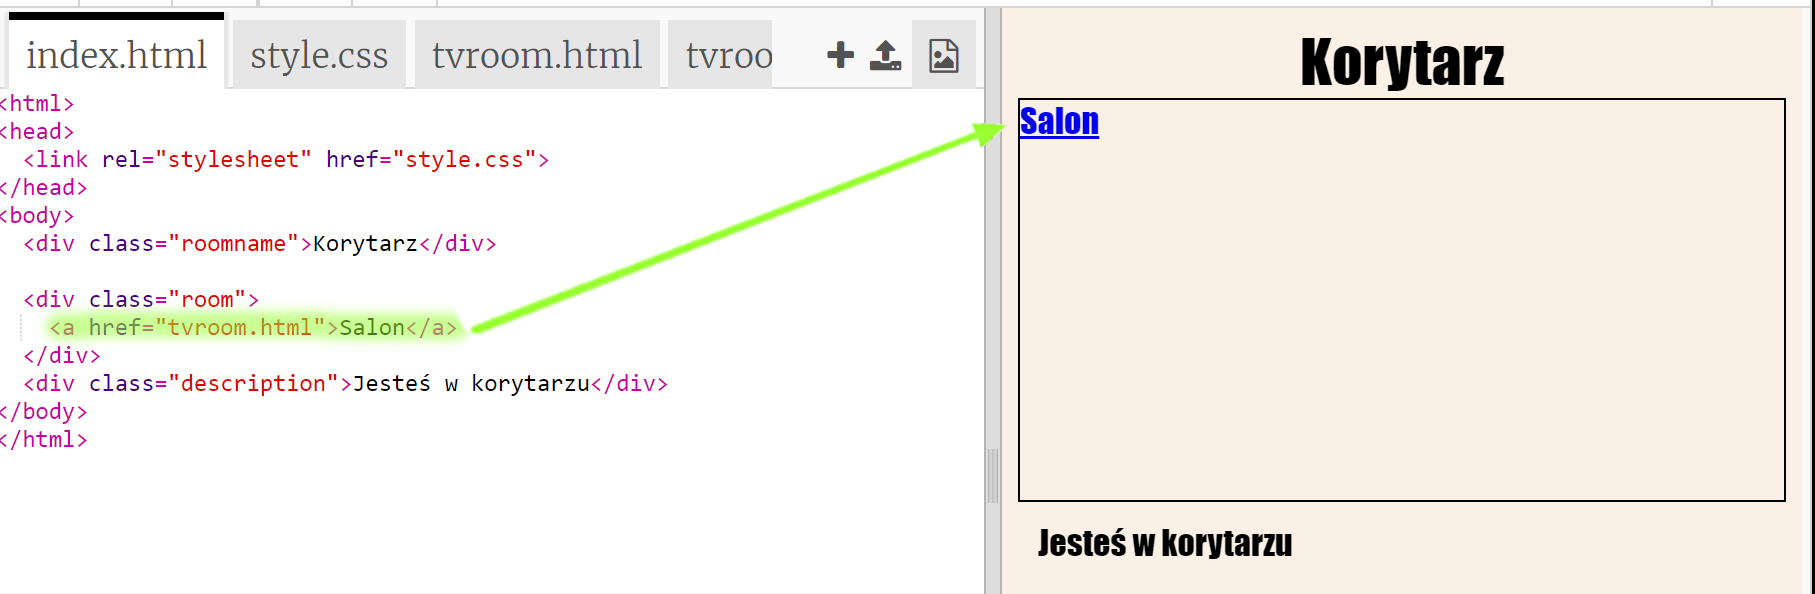 index.html style.css tvroom.html tvroo
<html>
<head>
<link rel="stylesheet" href="style.css">
</head>
<body>
<div class="roomname">Korytarz</div>
<div class="room">
<a href="tvroom.html">Salon</a>
</div>
<div class="description">Jesteś w korytarzu</div>
</body>
</html>
Korytarz
Salon
Jesteś w korytarzu